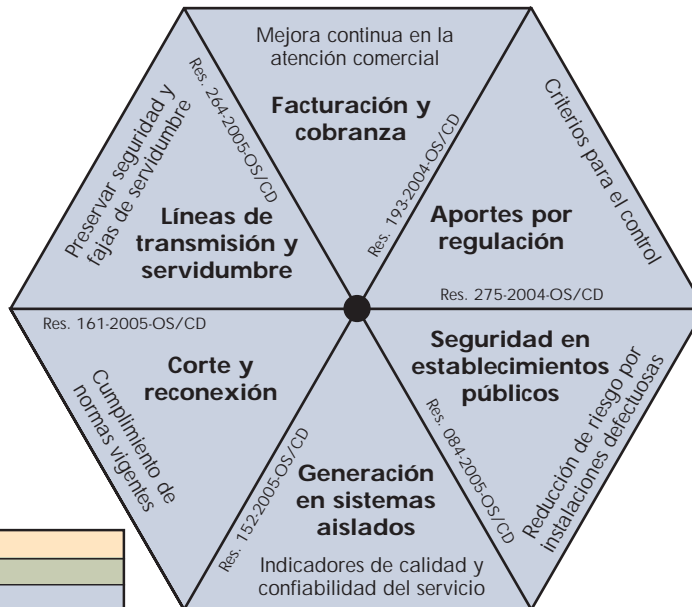 Mejora continua en la
atención comercial
Facturación y
cobranza
Res. 193-2004-OS/CD
Criterios para el control
Aportes por
regulación
Res. 275-2004-OS/CD
Seguridad en
establecimientos
públicos
Reducción de riesgo por
instalaciones defectuosas
Res. 084-2005-OS/CD
Generación
en sistemas
aislados
Indicadores de calidad y
confiabilidad del servicio
Res. 152-2005-OS/CD
Corte y
reconexión
Cumplimiento de
normas vigentes
Res. 161-2005-OS/CD
Líneas de
transmisión y
servidumbre
Preservar seguridad y
fajas de servidumbre
Res. 264-2005-OS/CD